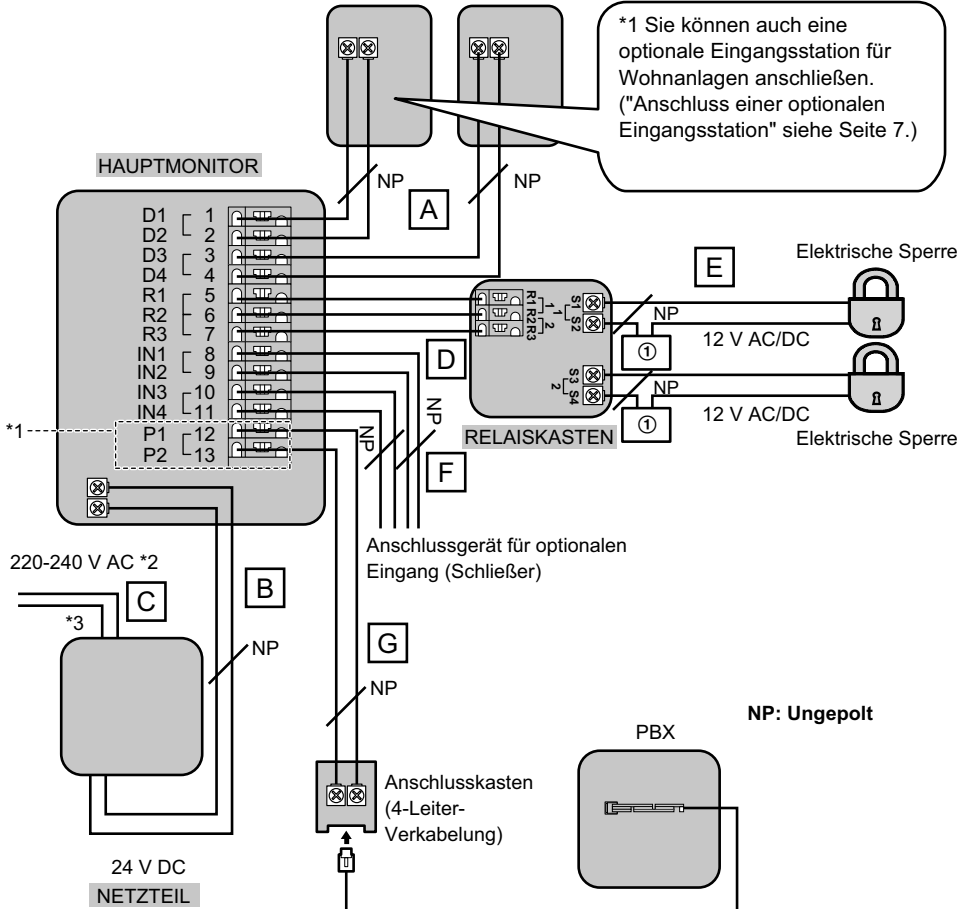 *1 Sie können auch eine
optionale Eingangsstation für
Wohnanlagen anschließen.
("Anschluss einer optionalen
Eingangsstation" siehe Seite 7.)
HAUPTMONITOR
NP
NP
A
D1 1
D2 2
D3 3
D4 4
R1 5
R2 6
R3 7
IN1 8
IN2 9
IN3 10
IN4 11
P1 12
P2 13
*1
R1 R2 R3
1 2
S1
S2
1
S3
S4
2
RELAISKASTEN
D
E
Elektrische Sperre
NP
①
12 V AC/DC
NP
①
12 V AC/DC
Elektrische Sperre
NP
NP
F
Anschlussgerät für optionalen
Eingang (Schließer)
220-240 V AC *2
C
B
*3
NP
G
NP
NP: Ungepolt
PBX
Anschlusskasten
(4-Leiter-
Verkabelung)
24 V DC
NETZTEIL